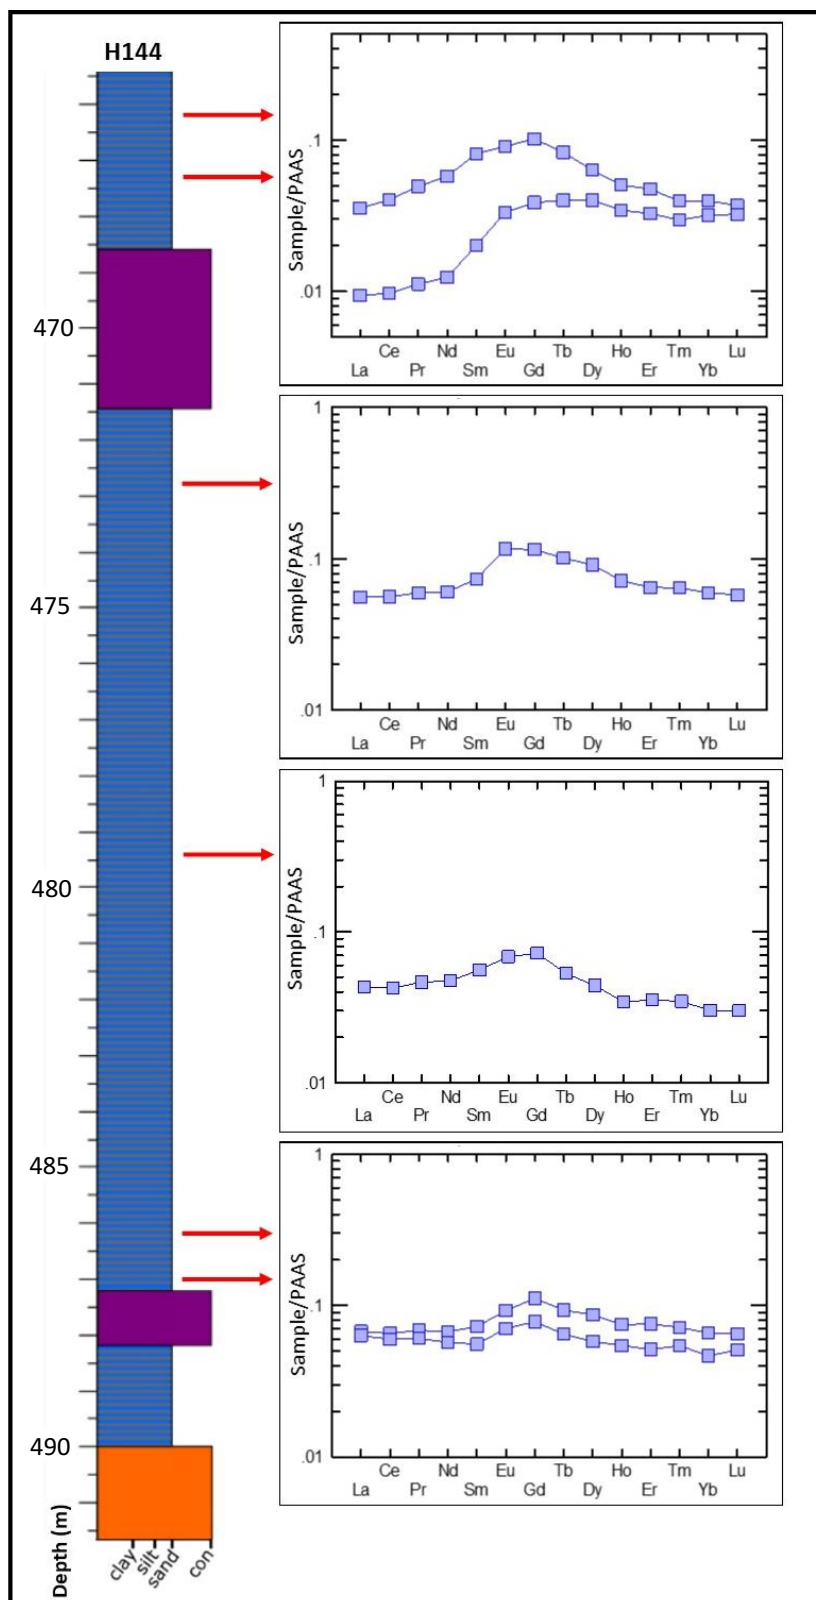 H144
470
475
480
485
490
Depth (m)
clay
silt
sand
con
Sample/PAAS
.1
.01
Ce Nd Eu Tb Ho Tm Lu
La Pr Sm Gd Dy Er Yb
Sample/PAAS
1
.1
.01
Ce Nd Eu Tb Ho Tm Lu
La Pr Sm Gd Dy Er Yb
Sample/PAAS
1
.1
.01
Ce Nd Eu Tb Ho Tm Lu
La Pr Sm Gd Dy Er Yb
Sample/PAAS
1
.1
.01
Ce Nd Eu Tb Ho Tm Lu
La Pr Sm Gd Dy Er Yb